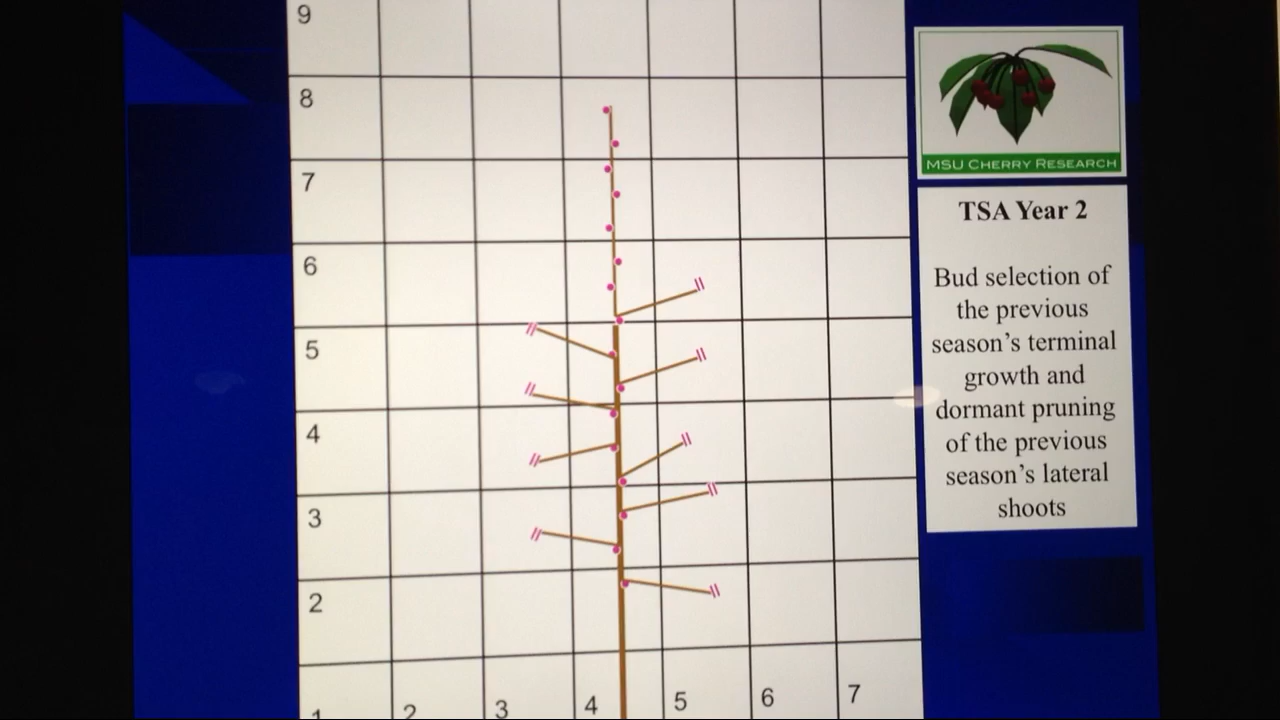 9
8
7
6
5
4
3
2
1 2 3 4 5 6 7
MSU CHERRY RESEARCH
TSA Year 2
Bud selection of
the previous
season's terminal
growth and
dormant pruning
of the previous
season's lateral
shoots